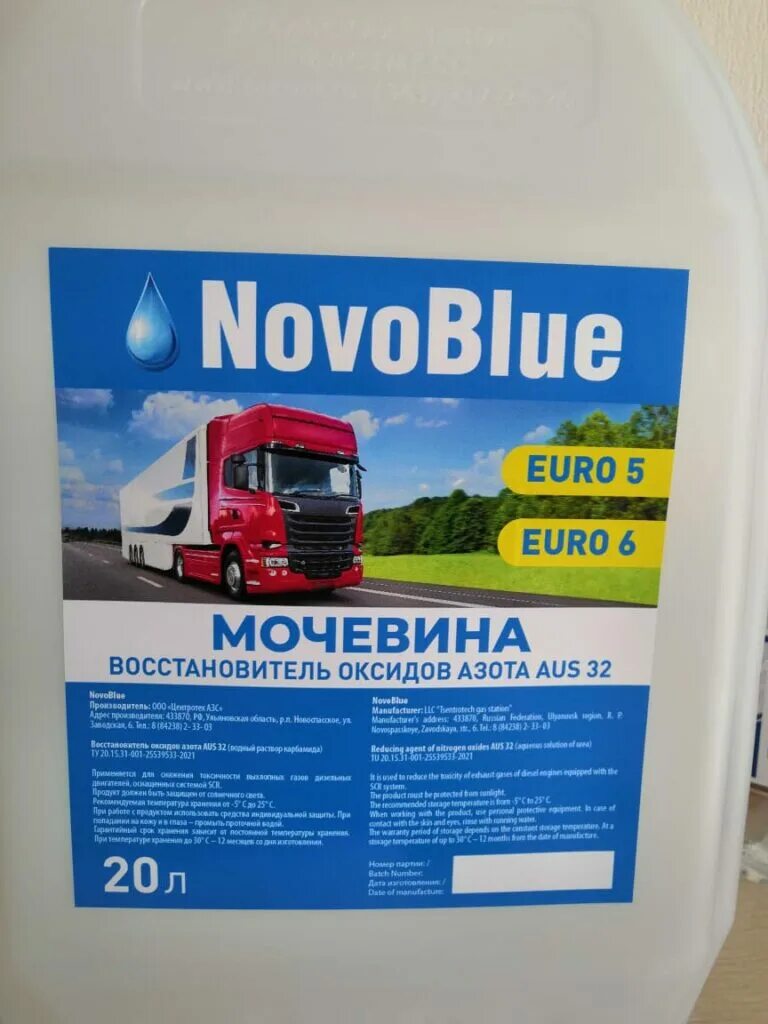 NovoBlue
EURO 5
EURO 6
МОЧЕВИНА
ВОССТАНОВИТЕЛЬ ОКСИДОВ АЗОТА AUS 32
NovoBlue
Производитель: ООО «Центротех АЗС»
Адрес производителя: 433870, РФ, Ульяновская область, р.п. Новоспасское, ул.
Заводская, 6. Тел.: 8 (84238) 2-33-03
Восстановитель оксидов азота AUS 32 (водный раствор карбамида)
ТУ 20.15.31-001-25539533-2021
Применяется для снижения токсичности выхлопных газов дизельных
двигателей, оснащенных системой SCR.
Продукт должен быть защищен от солнечного света.
Рекомендуемая температура хранения от -5° С до 25° С.
При работе с продуктом использовать средства индивидуальной защиты. При
попадании на кожу и в глаза – промыть проточной водой.
Гарантийный срок хранения зависит от постоянной температуры хранения.
При температуре хранения до 30° С – 12 месяцев со дня изготовления.
20 л
NovoBlue
Manufacturer: LLC "Tsentrotech gas station"
Manufacturer's address: 433870, Russian Federation, Ulyanovsk region, R. P.
Novospasskoye, Zavodskaya, str., 6. Tel.: 8 (84238) 2-33-03
Reducing agent of nitrogen oxides AUS 32 (aqueous solution of urea)
TU 20.15.31-001-25539533-2021
It is used to reduce the toxicity of exhaust gases of diesel engines equipped with the
SCR system.
The product must be protected from sunlight.
The recommended storage temperature is from -5° C to 25° C.
When working with the product, use personal protective equipment. In case of
contact with the skin and eyes, rinse with running water.
The warranty period of storage depends on the constant storage temperature. At a
storage temperature of up to 30° C – 12 months from the date of manufacture.
Номер партии: /
Batch Number:
Дата изготовления: /
Date of manufacture: